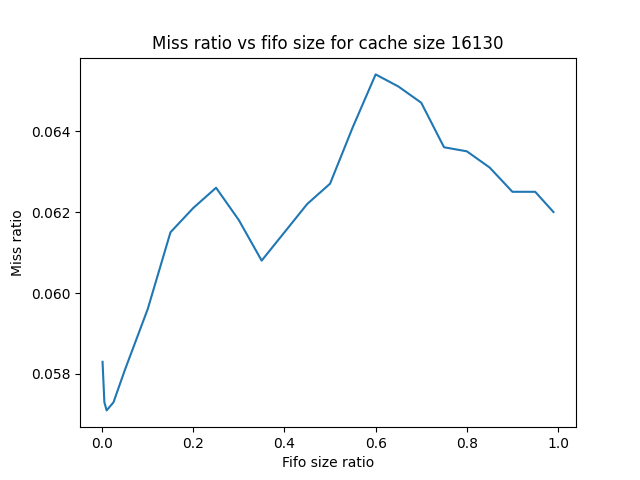 Miss ratio vs fifo size for cache size 16130
0.064
0.062
0.060
0.058
Miss ratio
0.0 0.2 0.4 0.6 0.8 1.0
Fifo size ratio